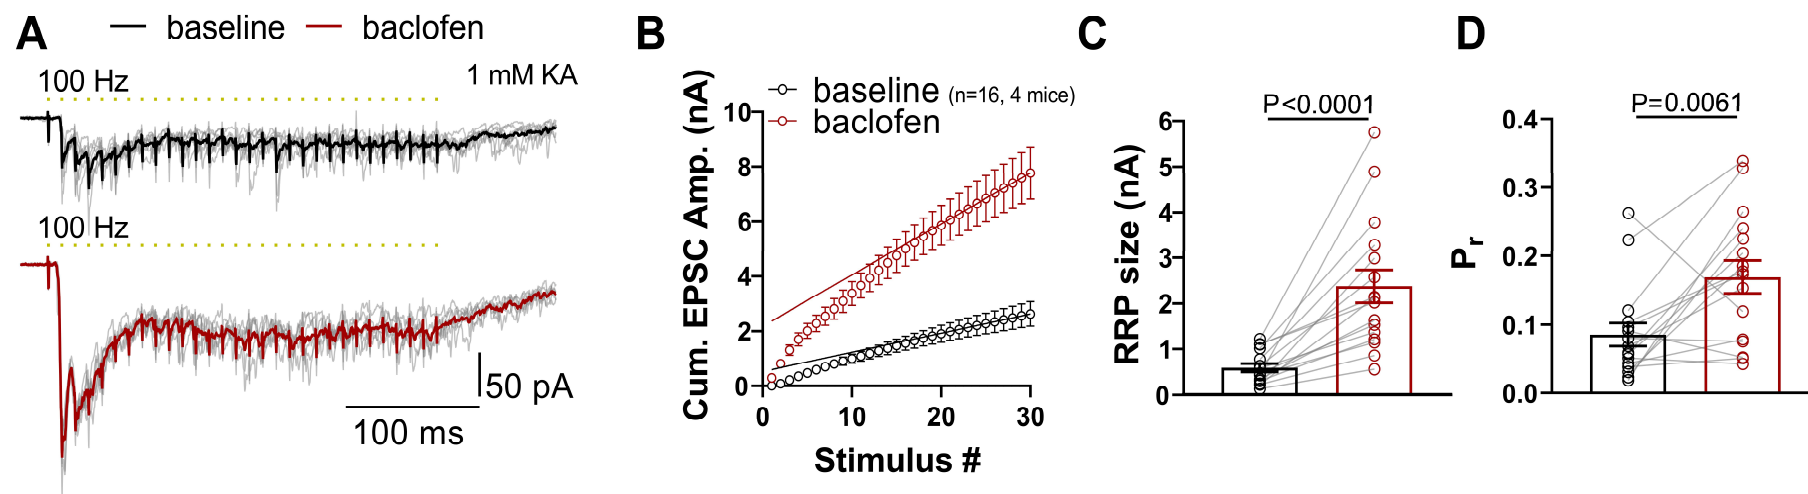 A
baseline
baclofen
100 Hz
1 mM KA
100 Hz
50 pA
100 ms
B
baseline (n=16, 4 mice)
baclofen
Cum. EPSC Amp. (nA)
10
8
6
4
2
0
0
10
20
30
Stimulus #
C
P<0.0001
RRP size (nA)
6
5
4
3
2
1
0
D
P=0.0061
Pr
0.4
0.3
0.2
0.1
0.0